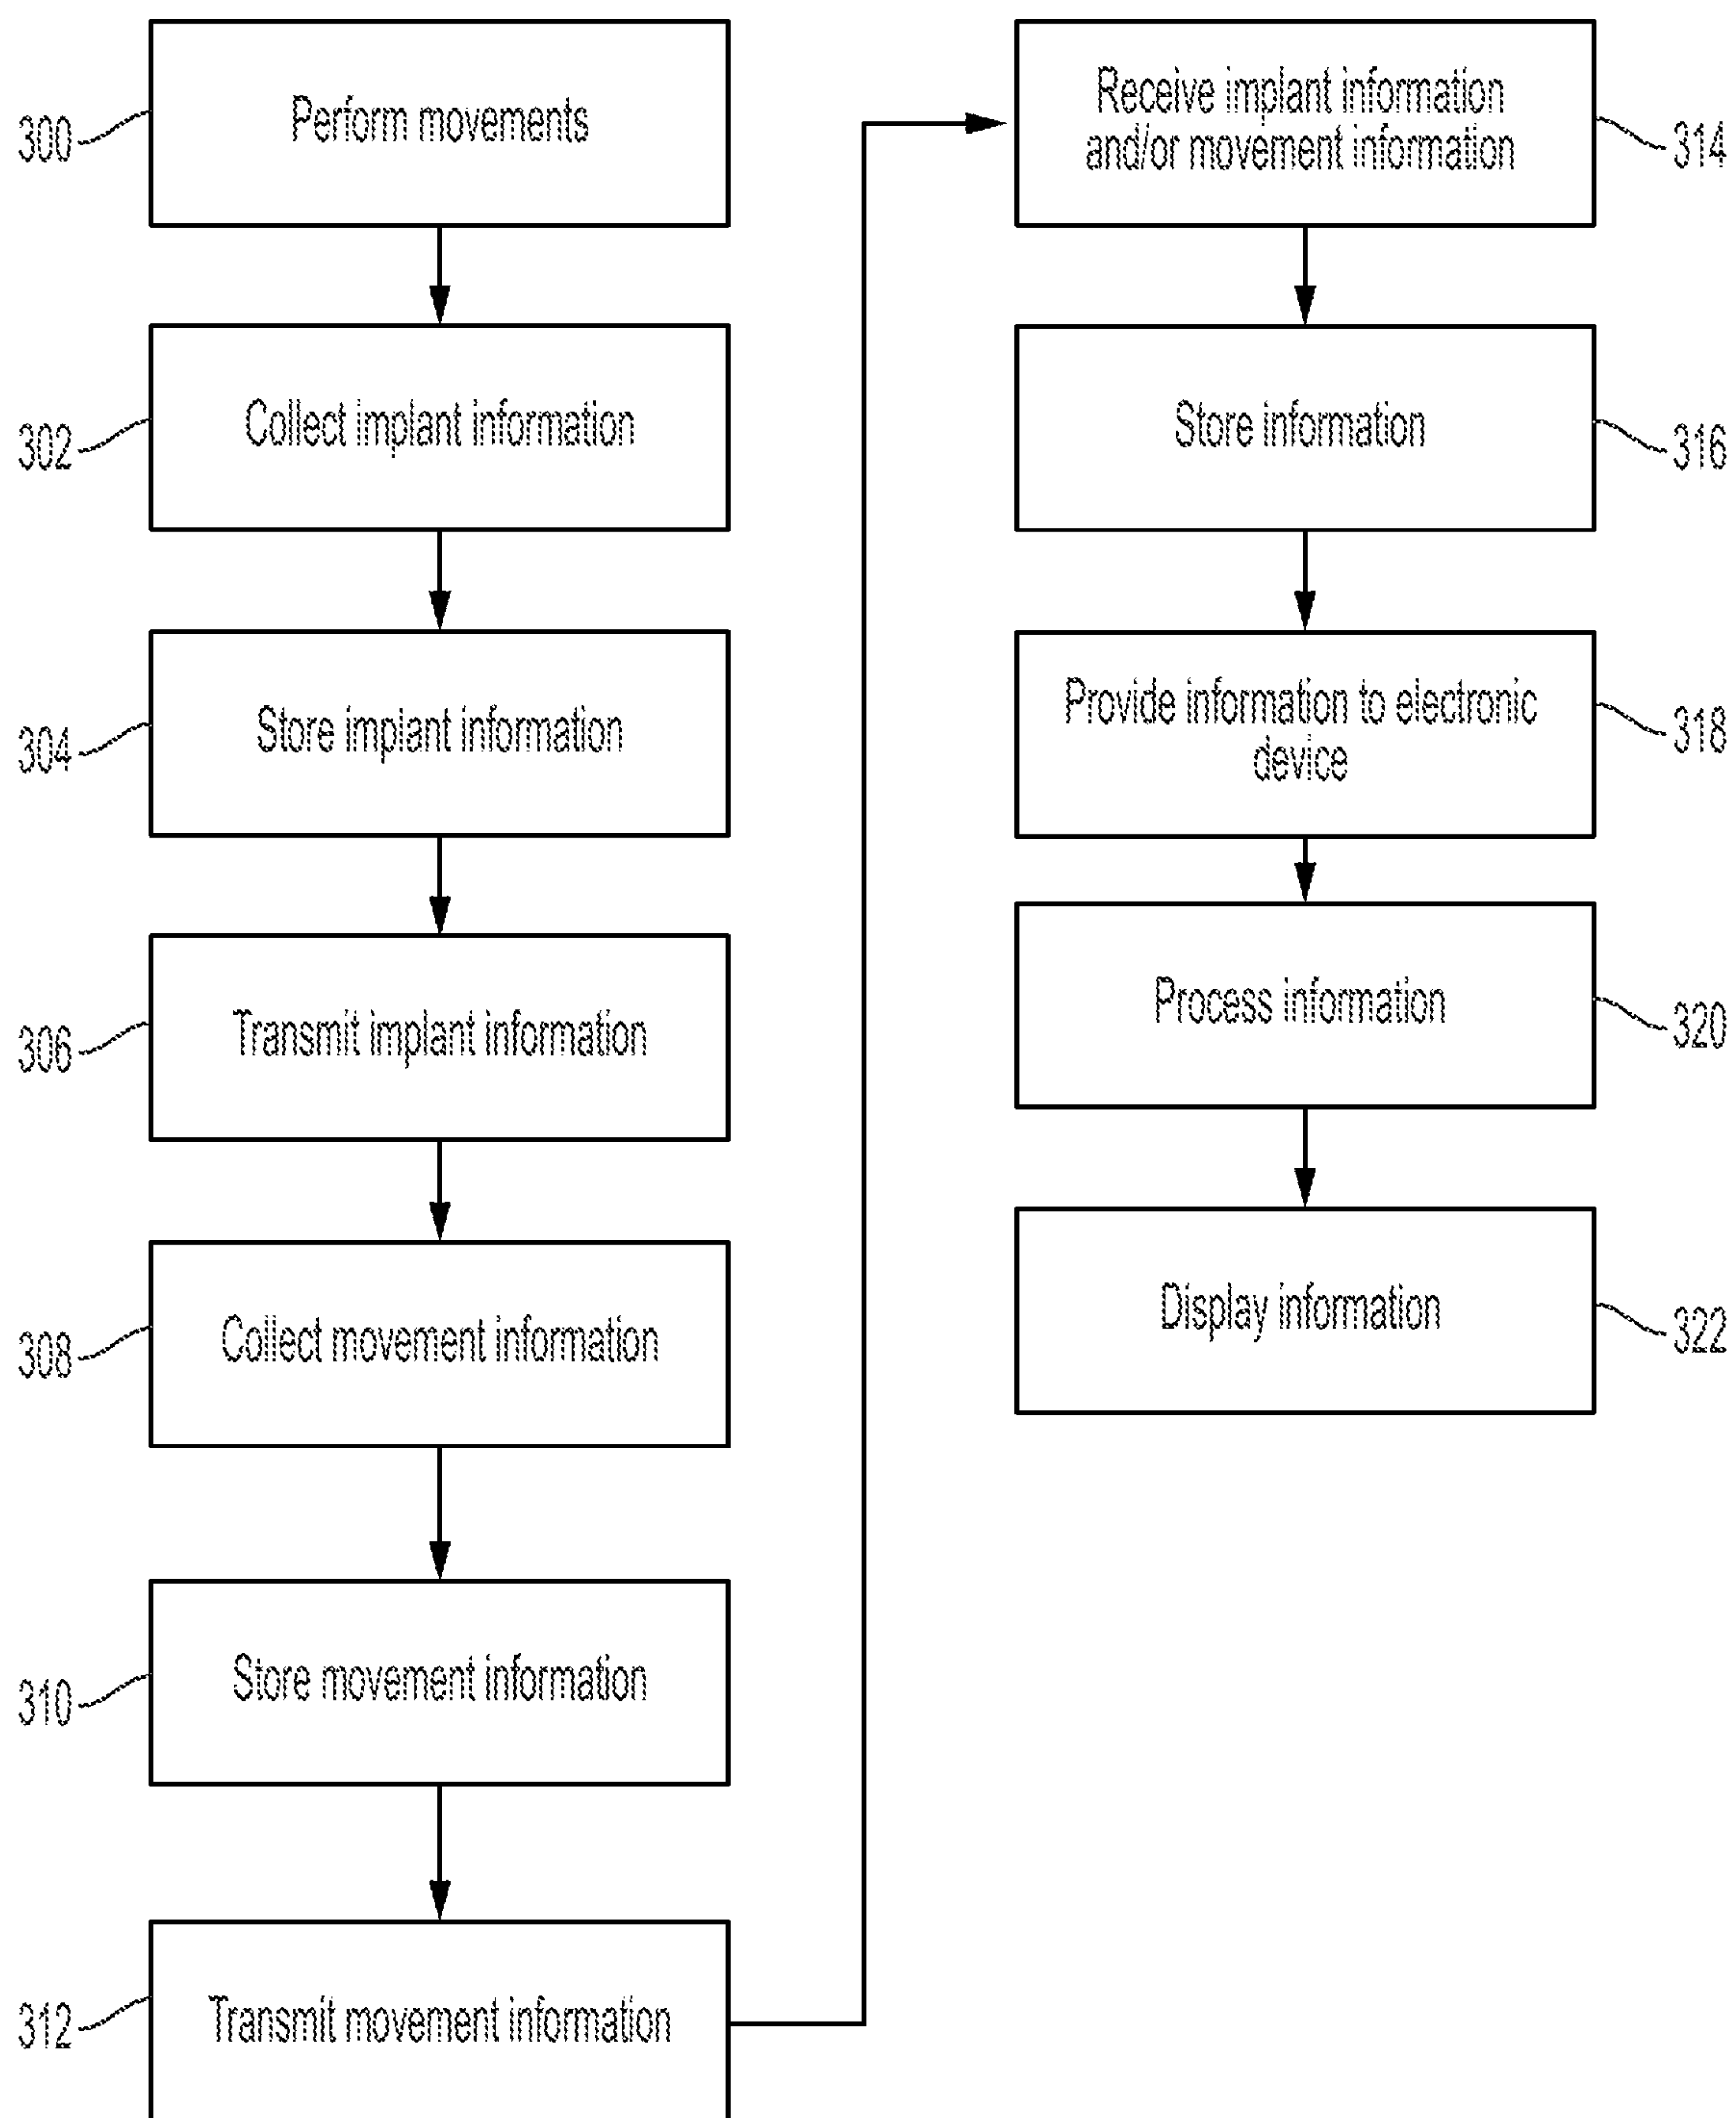 300
Perform movements
302
Collect implant information
304
Store implant information
306
Transmit implant information
308
Collect movement information
310
Store movement information
312
Transmit movement information
Receive implant information
and/or movement information
314
Store information
316
Provide information to electronic
device
318
Process information
320
Display information
322